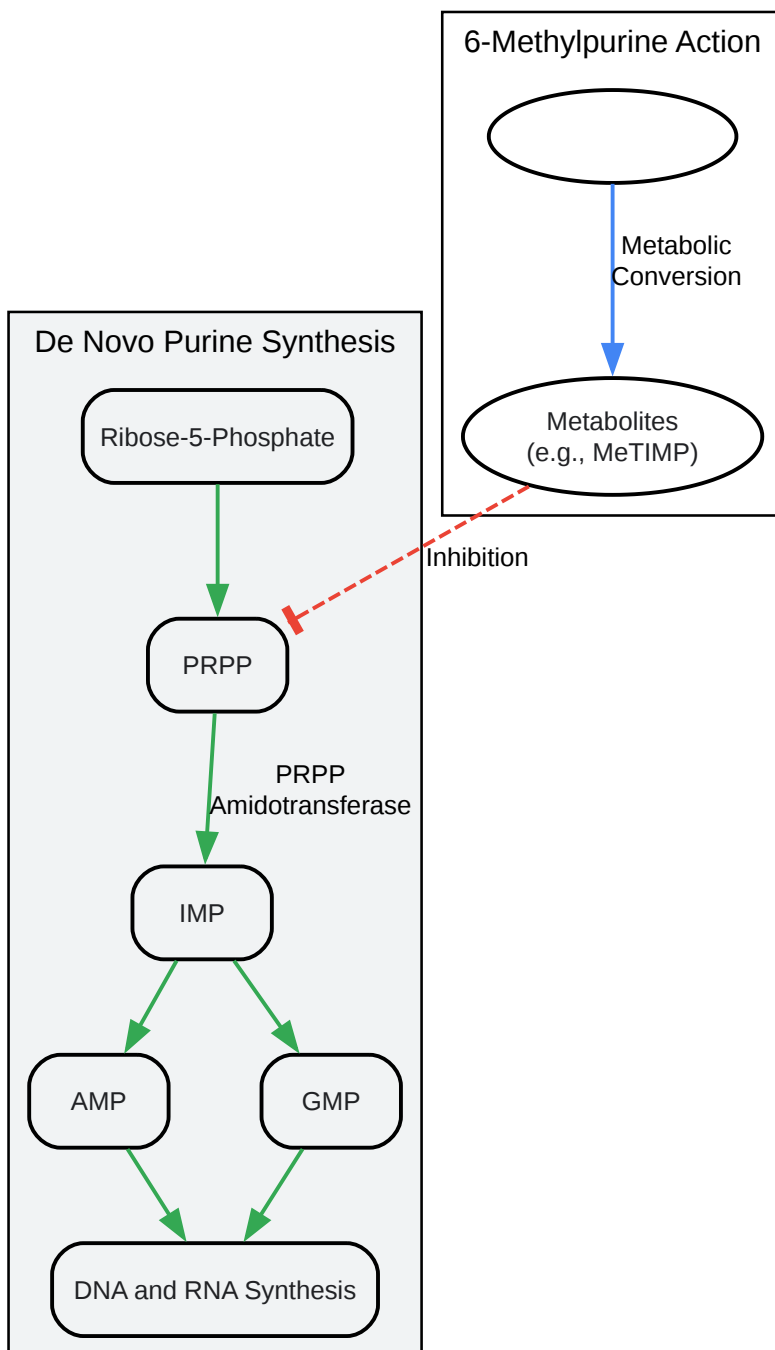 6-Methylpurine Action
Metabolic
Conversion
Metabolites
(e.g., MeTIMP)
Inhibition
De Novo Purine Synthesis
Ribose-5-Phosphate
PRPP
PRPP
Amidotransferase
IMP
AMP
GMP
DNA and RNA Synthesis